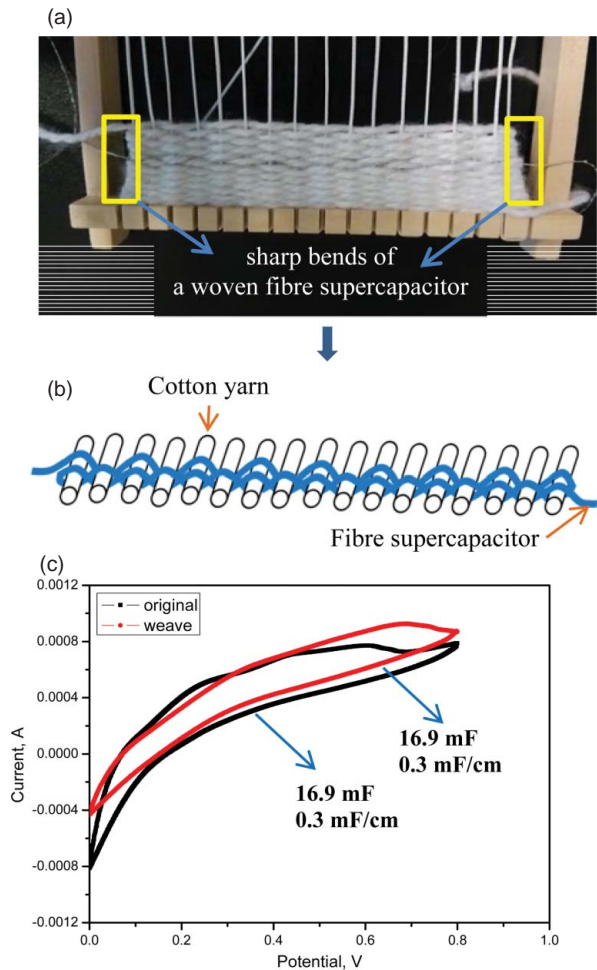 (a)
sharp bends of
a woven fibre supercapacitor
(b)
Cotton yarn
Fibre supercapacitor
(c)
0.0012
0.0008
0.0004
0.0000
-0.0004
-0.0008
-0.0012
Current, A
original
weave
16.9 mF
0.3 mF/cm
16.9 mF
0.3 mF/cm
0.0
0.2
0.4
0.6
0.8
1.0
Potential, V